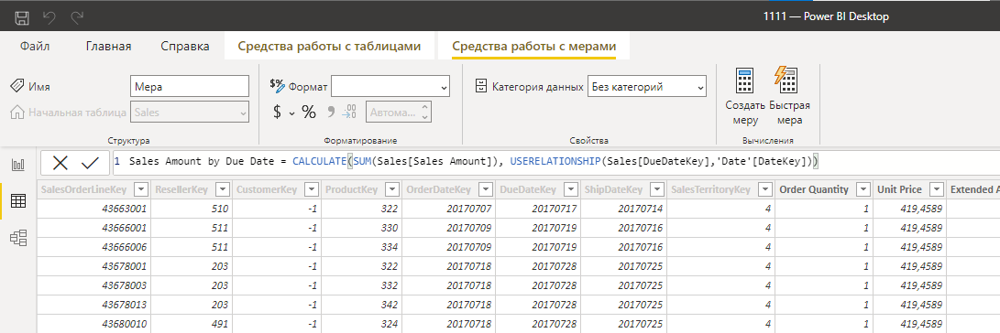 1111 — Power BI Desktop
Файл Главная Справка Средства работы с таблицами Средства работы с мерами
Имя Мера Формат Категория данных Без категорий
Начальная таблица Sales $ % 9 .00 →.0 Автома...
Создать меру Быстрая мера
Структура Форматирование Свойства Вычисления
1 Sales Amount by Due Date = CALCULATE(SUM(Sales[Sales Amount]), USERELATIONSHIP(Sales[DueDateKey],'Date'[DateKey]))
SalesOrderLineKey ResellerKey CustomerKey ProductKey OrderDateKey DueDateKey ShipDateKey SalesTerritoryKey Order Quantity Unit Price Extended A
43663001 510 -1 322 20170707 20170717 20170714 4 1 419,4589
43666001 511 -1 330 20170709 20170719 20170716 4 1 419,4589
43666006 511 -1 334 20170709 20170719 20170716 4 1 419,4589
43678001 203 -1 322 20170718 20170728 20170725 4 1 419,4589
43678003 203 -1 332 20170718 20170728 20170725 4 1 419,4589
43678013 203 -1 342 20170718 20170728 20170725 4 1 419,4589
43680010 491 -1 324 20170718 20170728 20170725 4 1 419,4589